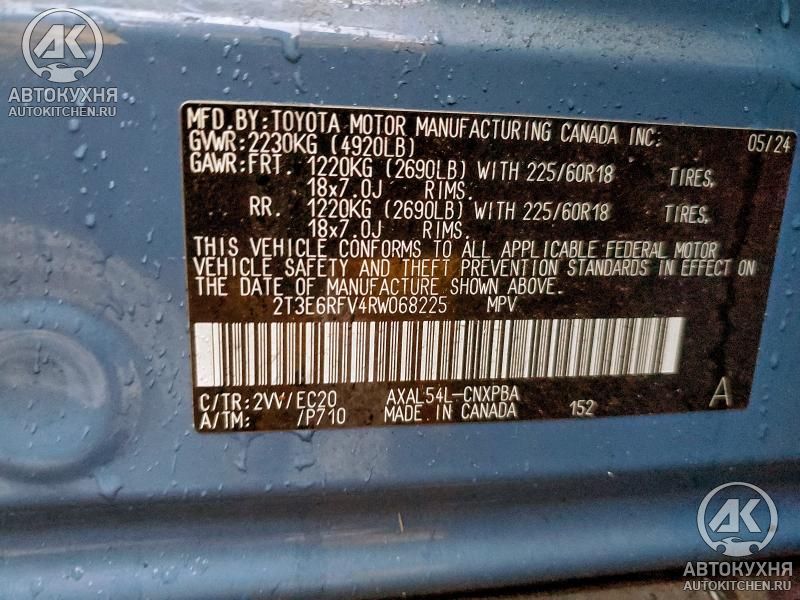 AK
АВТОКУХНЯ
AUTOKITCHEN.RU
MFD. BY: TOYOTA MOTOR MANUFACTURING CANADA INC: 05/24
GVWR: 2230KG (4920LB)
GAWR: FRT. 1220KG (2690LB) WITH 225/60R18 TIRES,
18x7.0J RIMS.
RR. 1220KG (2690LB) WITH 225/60R18 TIRES,
18x7.0J RIMS.
THIS VEHICLE CONFORMS TO ALL APPLICABLE FEDERAL MOTOR
VEHICLE SAFETY AND THEFT PREVENTION STANDARDS IN EFFECT ON
THE DATE OF MANUFACTURE SHOWN ABOVE.
2T3E6RFV4RW068225 MPV
C/TR: 2VV/EC20 AXAL54L-CNXPBA
A/TM: /P710 MADE IN CANADA 152 A
AK
АВТОКУХНЯ
AUTOKITCHEN.RU